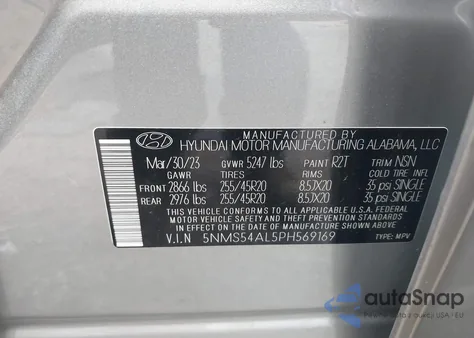 MANUFACTURED BY
HYUNDAI MOTOR MANUFACTURING ALABAMA, LLC
Mar/30/23 GVWR 5247 lbs PAINT R2T TRIM NSN
GAWR TIRES RIMS COLD TIRE INFL
FRONT 2866 lbs 255/45R20 8.5JX20 35 psi SINGLE
REAR 2976 lbs 255/45R20 8.5JX20 35 psi SINGLE
THIS VEHICLE CONFORMS TO ALL APPLICABLE U.S.A. FEDERAL
MOTOR VEHICLE SAFETY AND BUMPER STANDARDS IN EFFECT
ON THE DATE OF MANUFACTURE SHOWN ABOVE.
V.I.N 5NMS54AL5PH569169 TYPE: MPV
autoSnap